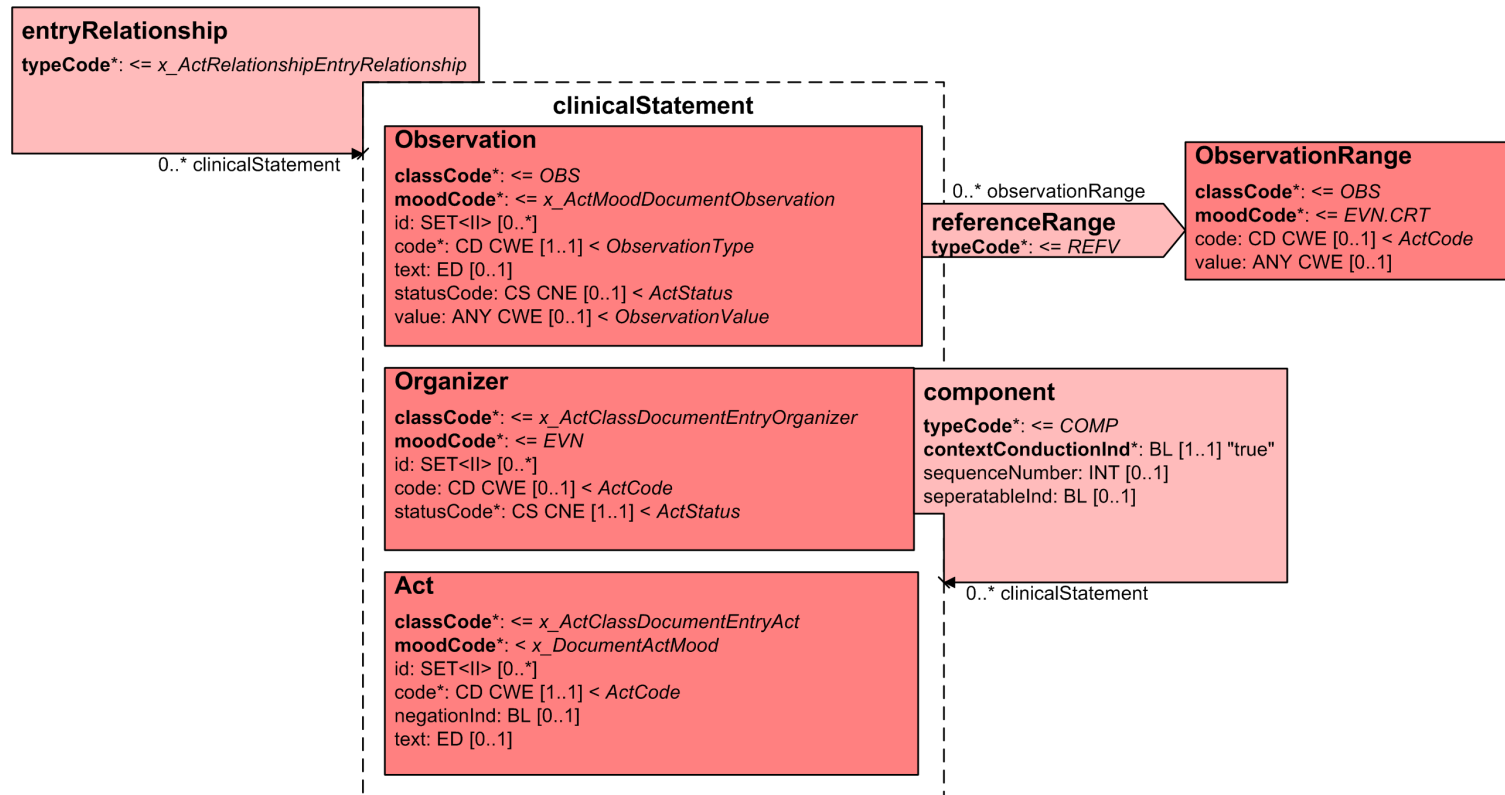 entryRelationship
typeCode*: <= x_ActRelationshipEntryRelationship
0..* clinicalStatement
clinicalStatement
Observation
classCode*: <= OBS
moodCode*: <= x_ActMoodDocumentObservation
id: SET<II> [0..*]
code*: CD CWE [1..1] < ObservationType
text: ED [0..1]
statusCode: CS CNE [0..1] < ActStatus
value: ANY CWE [0..1] < ObservationValue
0..* observationRange
referenceRange
typeCode*: <= REFV
ObservationRange
classCode*: <= OBS
moodCode*: <= EVN.CRT
code: CD CWE [0..1] < ActCode
value: ANY CWE [0..1]
Organizer
classCode*: <= x_ActClassDocumentEntryOrganizer
moodCode*: <= EVN
id: SET<II> [0..*]
code: CD CWE [0..1] < ActCode
statusCode*: CS CNE [1..1] < ActStatus
component
typeCode*: <= COMP
contextConductionInd*: BL [1..1] "true"
sequenceNumber: INT [0..1]
seperatableInd: BL [0..1]
0..* clinicalStatement
Act
classCode*: <= x_ActClassDocumentEntryAct
moodCode*: < x_DocumentActMood
id: SET<II> [0..*]
code*: CD CWE [1..1] < ActCode
negationInd: BL [0..1]
text: ED [0..1]